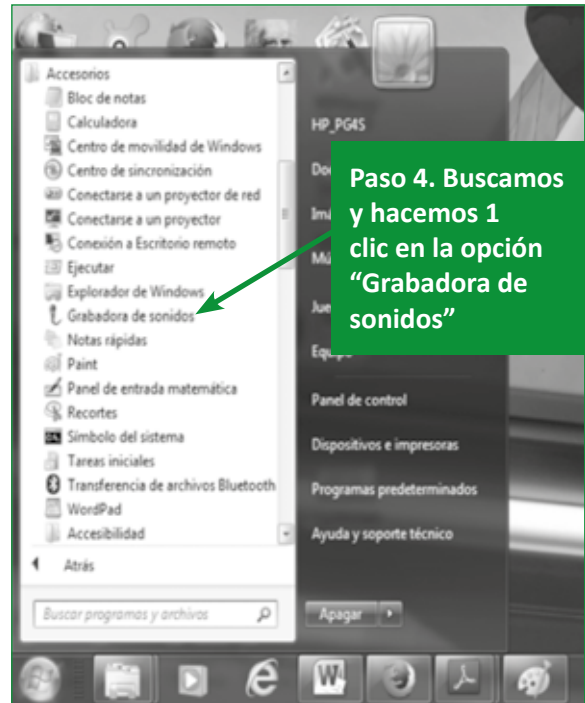 Accesorios
Bloc de notas
Calculadora
Centro de movilidad de Windows
Centro de sincronización
Conectarse a un proyector de red
Conectarse a un proyector
Conexión a Escritorio remoto
Ejecutar
Explorador de Windows
Grabadora de sonidos
Notas rápidas
Paint
Panel de entrada matemática
Recortes
Símbolo del sistema
Tareas iniciales
Transferencia de archivos Bluetooth
WordPad
Accesibilidad
Atrás
Buscar programas y archivos
HP_PG4S
Equipo
Panel de control
Dispositivos e impresoras
Programas predeterminados
Ayuda y soporte técnico
Apagar
Paso 4. Buscamos
y hacemos 1
clic en la opción
“Grabadora de
sonidos”